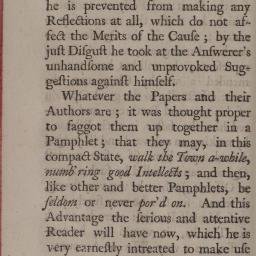 he is prevented from making any
Reflections at all, which do not af-
fect the Merits of the Cauſe ; by the
juſt Diſguſt he took at the Anſwerer's
unhandſome and unprovoked Sug-
geſtions againſt himſelf.
Whatever the Papers and their
Authors are ; it was thought proper
to faggot them up together in a
Pamphlet ; that they may, in this
compact State, walk the Town a-while,
numb'ring good Intellects ; and then,
like other and better Pamphlets, be
ſeldom or never por'd on. And this
Advantage the ſerious and attentive
Reader will have now, which he is
very earneſtly intreated to make uſe